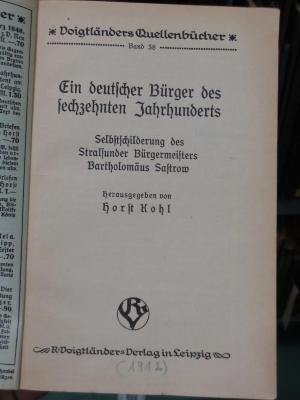 Voigtländers Quellenbücher
Band 38
Ein deutscher Bürger des
sechzehnten Jahrhunderts
Selbstschilderung des
Stralsunder Bürgermeisters
Bartholomäus Sastrow
Herausgegeben von
Horst Kohl
R. Voigtländers Verlag in Leipzig
(1912)